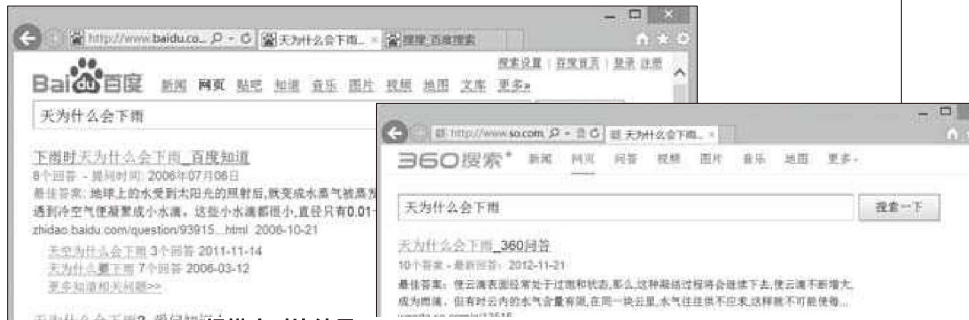 http://www.baidu.co...
天为什么会下雨...
搜搜_百度搜索
搜索设置 | 百度首页 | 登录 注册
Bai du 百度 新闻 网页 贴吧 知道 音乐 图片 视频 地图 文库 更多»
天为什么会下雨
下雨时天为什么会下雨_百度知道
8个回答 - 提问时间: 2006年07月06日
最佳答案: 地球上的水受到太阳光的照射后,就变成水蒸气被蒸发
遇到冷空气便凝聚成小水滴。这些小水滴都很小,直径只有0.01-
zhidao.baidu.com/question/93915...html 2006-10-21
天空为什么会下雨 3个回答 2011-11-14
天为什么要下雨 7个回答 2006-03-12
更多知道相关问题>>
http://www.so.com
天为什么会下雨...
360搜索+ 新闻 网页 问答 视频 图片 音乐 地图 更多
天为什么会下雨 搜索一下
天为什么会下雨_360问答
10个答案 - 最新回答: 2012-11-21
最佳答案: 使云滴表面经常处于过饱和状态,那么,这种凝结过程将会继续下去,使云滴不断增大,
成为雨滴。但有时云内的水气含量有限,在同一块云里,水气往往供不应求,这样就不可能使每...